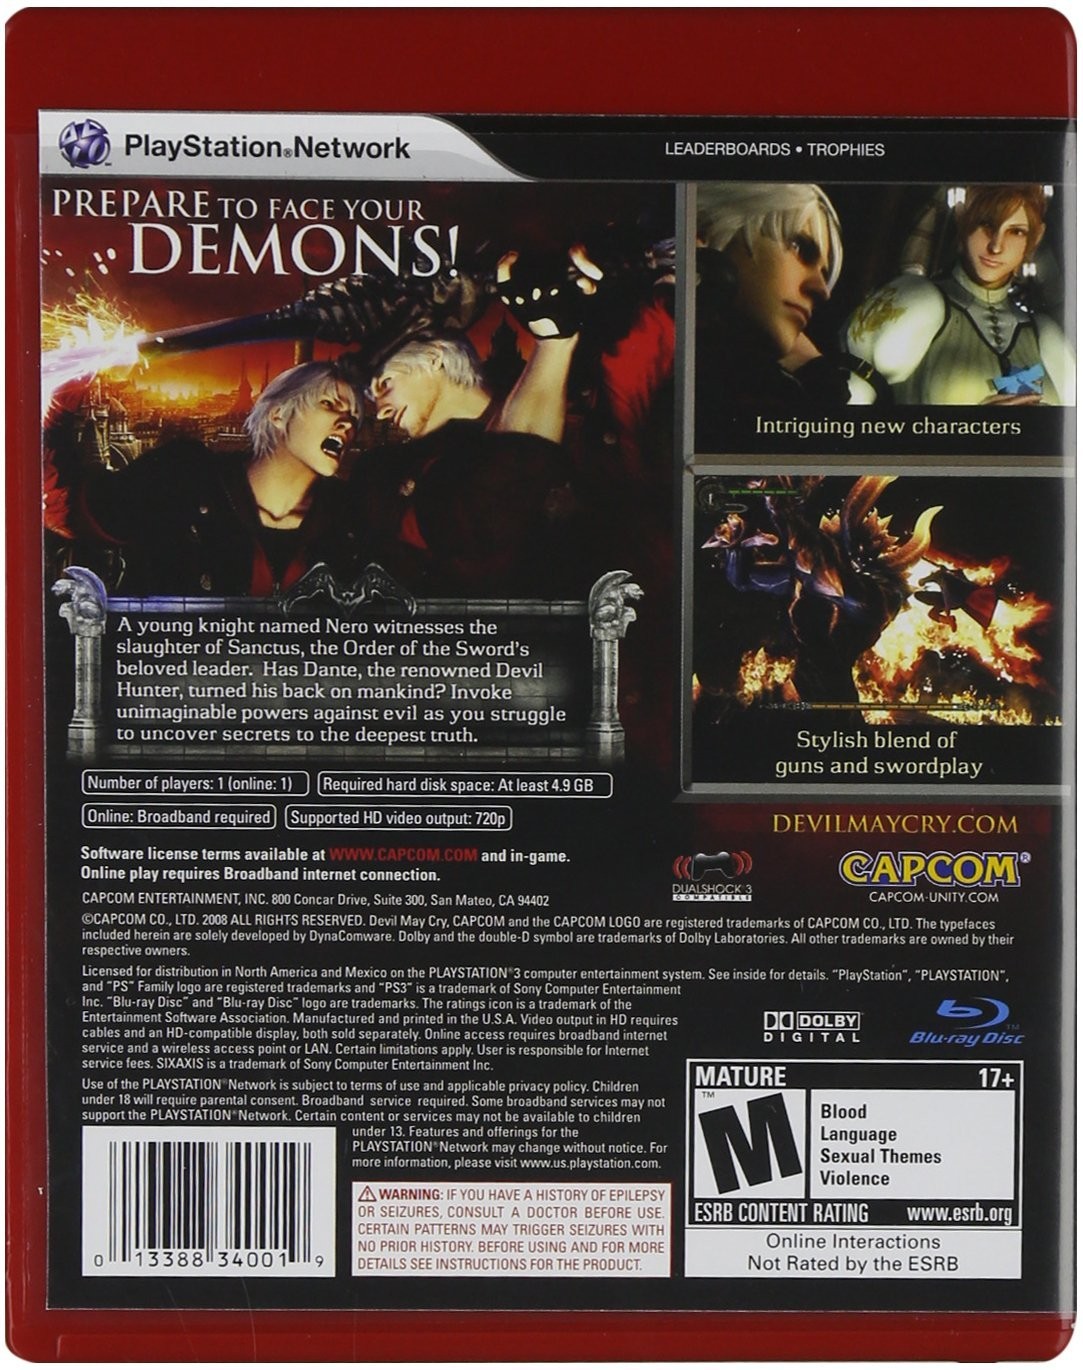 PlayStation®Network
LEADERBOARDS • TROPHIES
PREPARE TO FACE YOUR
DEMONS!
Intriguing new characters
Stylish blend of
guns and swordplay
A young knight named Nero witnesses the
slaughter of Sanctus, the Order of the Sword's
beloved leader. Has Dante, the renowned Devil
Hunter, turned his back on mankind? Invoke
unimaginable powers against evil as you struggle
to uncover secrets to the deepest truth.
Number of players: 1 (online: 1)
Required hard disk space: At least 4.9 GB
Online: Broadband required
Supported HD video output: 720p
DEVILMAYCRY.COM
Software license terms available at WWW.CAPCOM.COM and in-game.
Online play requires Broadband internet connection.
DUALSHOCK 3
COMPATIBLE
CAPCOM®
CAPCOM-UNITY.COM
CAPCOM ENTERTAINMENT, INC. 800 Concar Drive, Suite 300, San Mateo, CA 94402
©CAPCOM CO., LTD. 2008 ALL RIGHTS RESERVED. Devil May Cry, CAPCOM and the CAPCOM LOGO are registered trademarks of CAPCOM CO., LTD. The typefaces
included herein are solely developed by DynaComware. Dolby and the double-D symbol are trademarks of Dolby Laboratories. All other trademarks are owned by their
respective owners.
Licensed for distribution in North America and Mexico on the PLAYSTATION®3 computer entertainment system. See inside for details. "PlayStation", "PLAYSTATION",
and "PS" Family logo are registered trademarks and "PS3" is a trademark of Sony Computer Entertainment
Inc. "Blu-ray Disc" and "Blu-ray Disc" logo are trademarks. The ratings icon is a trademark of the
Entertainment Software Association. Manufactured and printed in the U.S.A. Video output in HD requires
cables and an HD-compatible display, both sold separately. Online access requires broadband internet
service and a wireless access point or LAN. Certain limitations apply. User is responsible for Internet
service fees. SIXAXIS is a trademark of Sony Computer Entertainment Inc.
Use of the PLAYSTATION®Network is subject to terms of use and applicable privacy policy. Children
under 18 will require parental consent. Broadband service required. Some broadband services may not
support the PLAYSTATION®Network. Certain content or services may not be available to children
under 13. Features and offerings for the
PLAYSTATION®Network may change without notice. For
more information, please visit www.us.playstation.com.
DOLBY
DIGITAL
Blu-ray Disc™
MATURE 17+
M™
Blood
Language
Sexual Themes
Violence
ESRB CONTENT RATING www.esrb.org
Online Interactions
Not Rated by the ESRB
WARNING: IF YOU HAVE A HISTORY OF EPILEPSY
OR SEIZURES, CONSULT A DOCTOR BEFORE USE.
CERTAIN PATTERNS MAY TRIGGER SEIZURES WITH
NO PRIOR HISTORY. BEFORE USING AND FOR MORE
DETAILS SEE INSTRUCTIONS FOR THE PRODUCT.
0 13388 34001 9